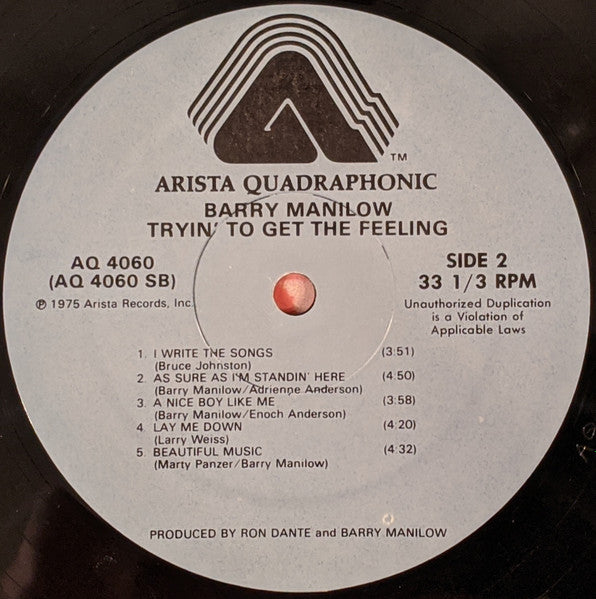 TM
ARISTA QUADRAPHONIC
BARRY MANILOW
TRYIN' TO GET THE FEELING
AQ 4060
(AQ 4060 SB)
℗ 1975 Arista Records, Inc.
SIDE 2
33 1/3 RPM
Unauthorized Duplication
is a Violation of
Applicable Laws
1. I WRITE THE SONGS (3:51)
(Bruce Johnston)
2. AS SURE AS I'M STANDIN' HERE (4:50)
(Barry Manilow/Adrienne Anderson)
3. A NICE BOY LIKE ME (3:58)
(Barry Manilow/Enoch Anderson)
4. LAY ME DOWN (4:20)
(Larry Weiss)
5. BEAUTIFUL MUSIC (4:32)
(Marty Panzer/Barry Manilow)
PRODUCED BY RON DANTE and BARRY MANILOW